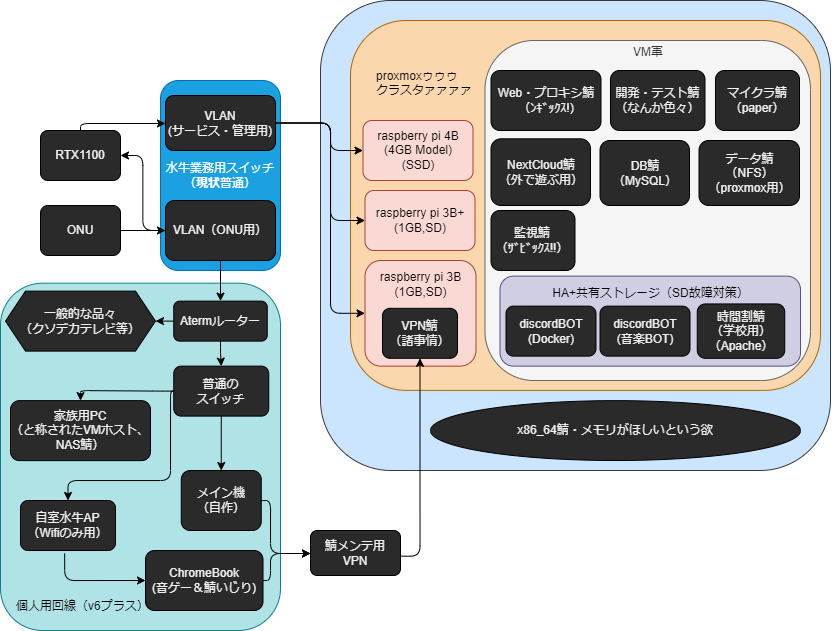 RTX1100
ONU
VLAN
(サービス・管理用)
水牛業務用スイッチ
(現状普通)
VLAN（ONU用）
proxmoxゥゥゥ
クラスタァァァァ
raspberry pi 4B
(4GB Model)
(SSD)
raspberry pi 3B+
(1GB,SD)
raspberry pi 3B
(1GB,SD)
VPN鯖
（諸事情）
VM軍
Web・プロキシ鯖
(ﾝｷﾞｯｸｽ!)
開発・テスト鯖
（なんか色々）
マイクラ鯖
（paper）
NextCloud鯖
(外で遊ぶ用)
DB鯖
(MySQL)
データ鯖
（NFS）
（proxmox用）
監視鯖
(ｻﾞﾋﾞｯｸｽ!!)
HA+共有ストレージ（SD故障対策）
discordBOT
(Docker)
discordBOT
(音楽BOT)
時間割鯖
（学校用）
（Apache）
x86_64鯖・メモリがほしいという欲
一般的な品々
（クソデカテレビ等）
Atermルーター
普通の
スイッチ
家族用PC
（と称されたVMホスト、
NAS鯖）
メイン機
（自作）
自室水牛AP
（Wifiのみ用）
ChromeBook
(音ゲー＆鯖いじり)
個人用回線（v6プラス）
鯖メンテ用
VPN